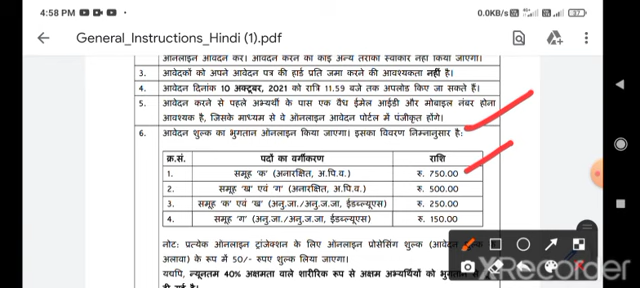 4:58 PM
0.0KB/s 37
General_Instructions_Hindi (1).pdf
ऑनलाइन आवेदन करें। आवेदन करने का कोई अन्य तरीका स्वीकार नहीं किया जाएगा।
3. आवेदकों को अपने आवेदन पत्र की हार्ड प्रति जमा करने की आवश्यकता नहीं है।
4. आवेदन दिनांक 10 अक्टूबर, 2021 को रात्रि 11.59 बजे तक अपलोड किए जा सकते हैं।
5. आवेदन करने से पहले अभ्यर्थी के पास एक वैध ईमेल आईडी और मोबाइल नंबर होना
आवश्यक है, जिसके माध्यम से वे ऑनलाइन आवेदन पोर्टल में पंजीकृत होंगे।
6. आवेदन शुल्क का भुगतान ऑनलाइन किया जाएगा। इसका विवरण निम्नानुसार है:
क्र.सं. पदों का वर्गीकरण राशि
1. समूह 'क' (अनारक्षित, अ.पि.व.) रु. 750.00
2. समूह 'ख' एवं 'ग' (अनारक्षित, अ.पि.व.) रु. 500.00
3. समूह 'क' एवं 'ख' (अनु.जा./अनु.ज.जा, ईडब्ल्यूएस) रु. 250.00
4. समूह 'ग' (अनु.जा./अनु.ज.जा, ईडब्ल्यूएस) रु. 150.00
नोट: प्रत्येक ऑनलाइन ट्रांजेक्शन के लिए ऑनलाइन प्रोसेसिंग शुल्क (आवेदन शुल्क
अलावा) के रूप में 50/- रुपए शुल्क लिया जाएगा।
यद्यपि, न्यूनतम 40% अक्षमता वाले शारीरिक रूप से अक्षम अभ्यर्थियों को भुगतान से
XRecorder